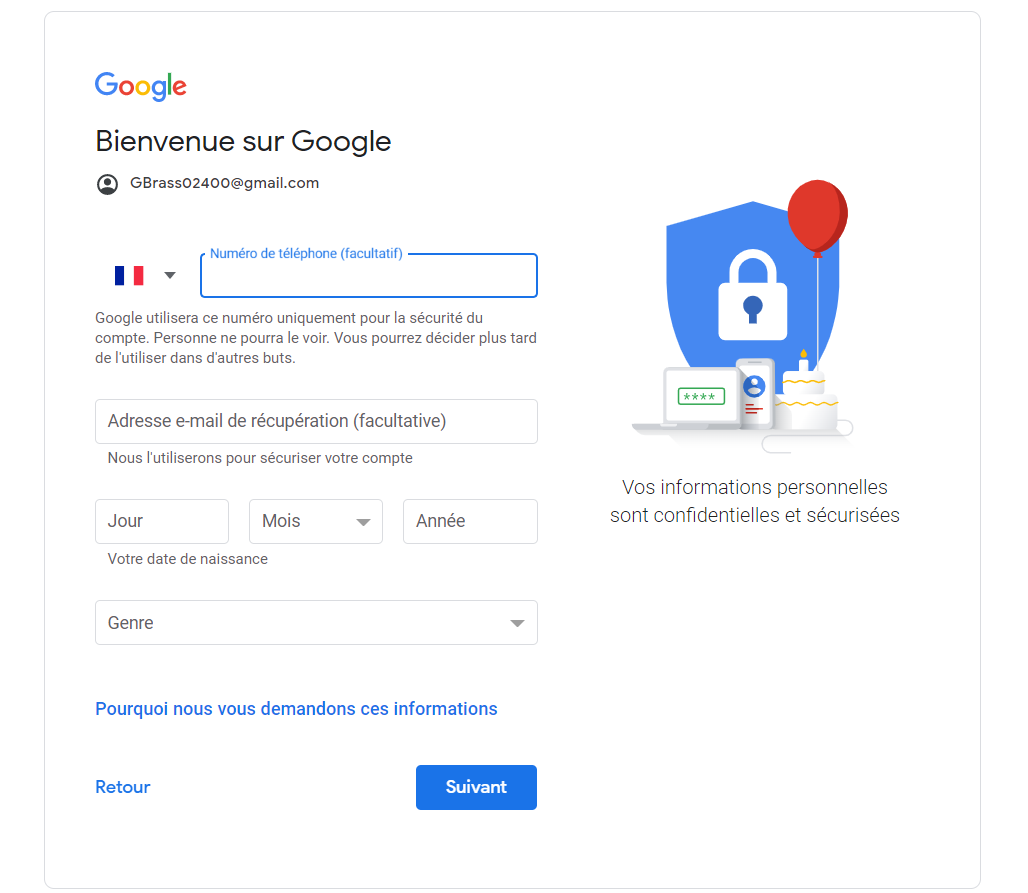 Google
Bienvenue sur Google
GBrass02400@gmail.com
Numéro de téléphone (facultatif)
Google utilisera ce numéro uniquement pour la sécurité du
compte. Personne ne pourra le voir. Vous pourrez décider plus tard
de l'utiliser dans d'autres buts.
Adresse e-mail de récupération (facultative)
Nous l'utiliserons pour sécuriser votre compte
Jour Mois Année
Votre date de naissance
Genre
Pourquoi nous vous demandons ces informations
Retour Suivant
****
Vos informations personnelles
sont confidentielles et sécurisées